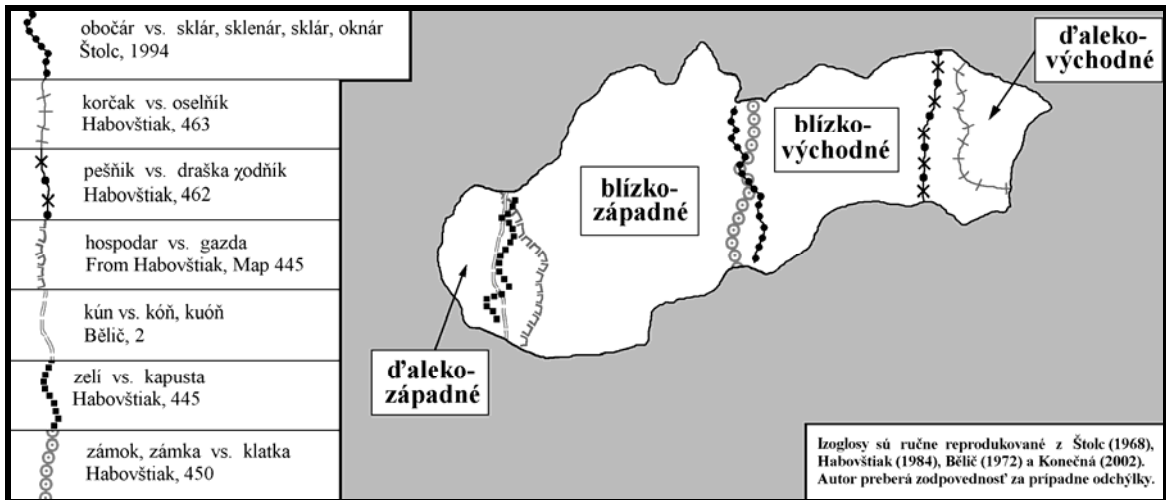 obočár vs. sklár, sklenár, sklár, oknár
Štolc, 1994
korčak vs. oselňík
Habovštiak, 463
pešňik vs. draška χodňík
Habovštiak, 462
hospodar vs. gazda
From Habovštiak, Map 445
kún vs. kóň, kuóň
Bělič, 2
zelí vs. kapusta
Habovštiak, 445
zámok, zámka vs. klatka
Habovštiak, 450
ďaleko-
západné
blízko-
západné
blízko-
východné
ďaleko-
východné
Izoglosy sú ručne reprodukované z Štolc (1968),
Habovštiak (1984), Bělič (1972) a Konečná (2002).
Autor preberá zodpovednosť za prípadne odchýlky.